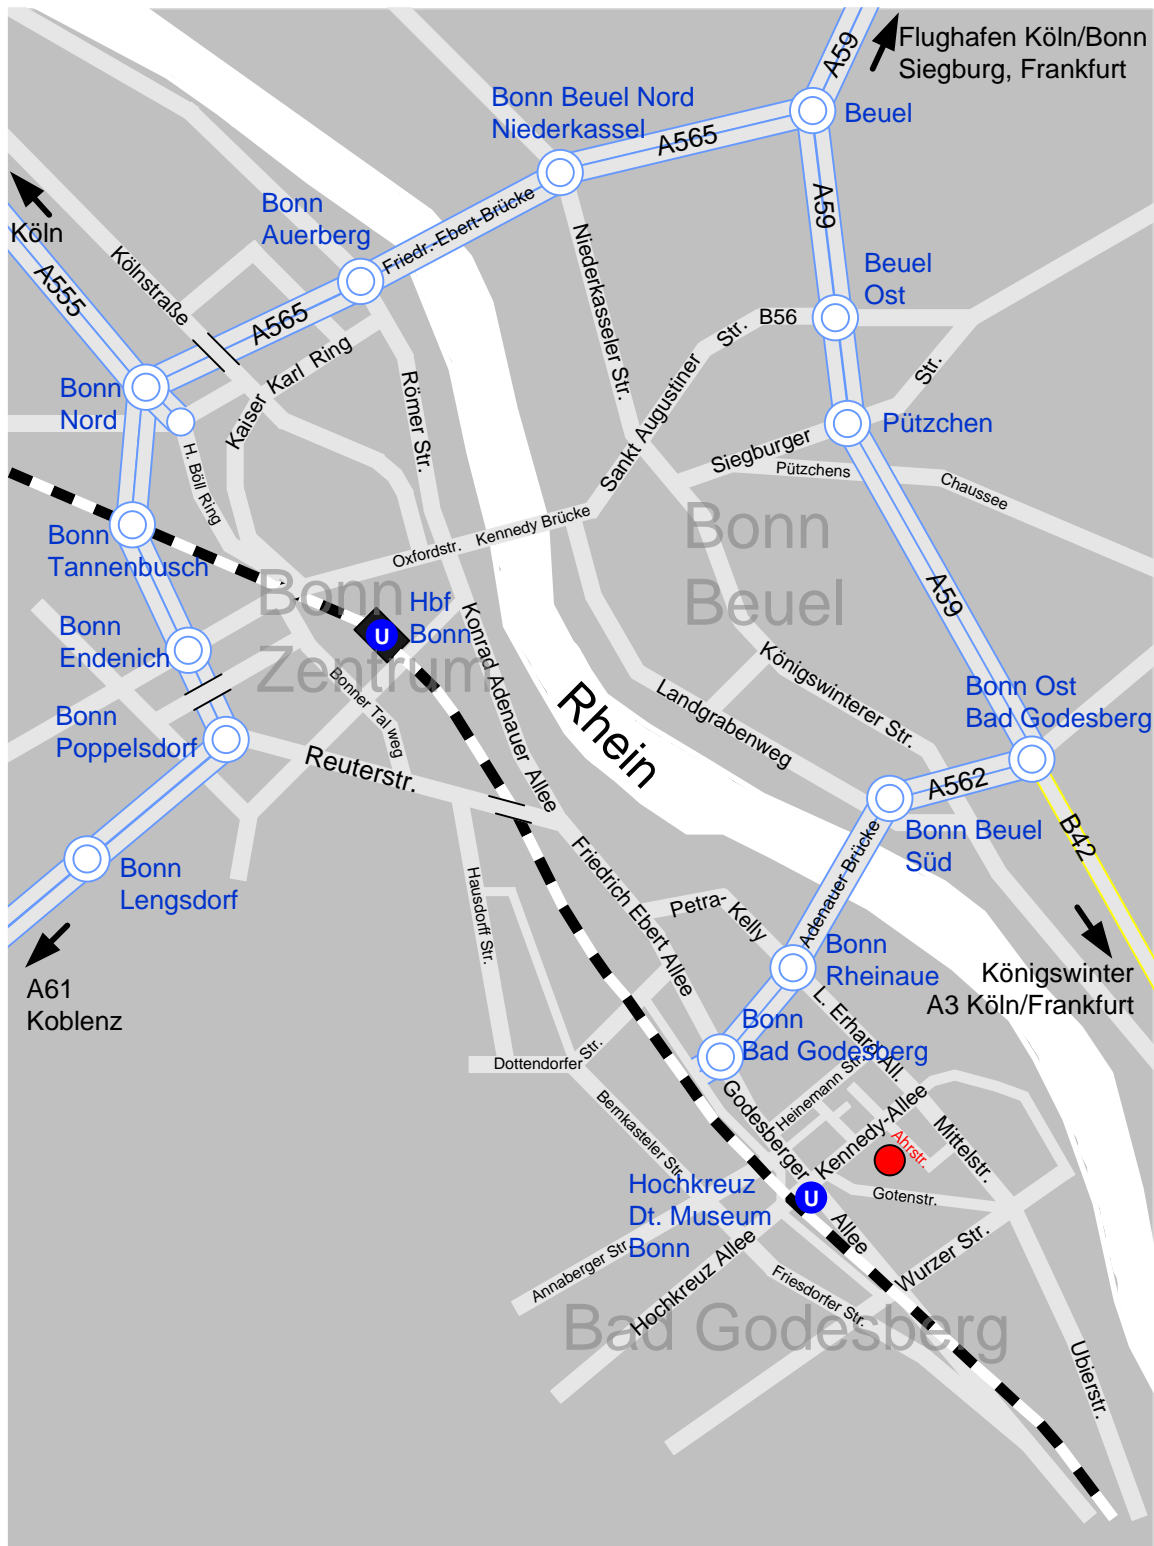 A59
Flughafen Köln/Bonn
Siegburg, Frankfurt
Bonn Beuel Nord
Niederkassel
A565
Beuel
A59
Köln
Bonn
Auerberg
Friedr.-Ebert-Brücke
Niederkasseler Str.
Beuel
Ost
A555
Kölnstraße
A565
B56
Str.
Sankt Augustiner
Str.
Bonn
Nord
Kaiser Karl Ring
Römer Str.
Pützchen
Siegburger
Pützchens
Chaussee
H. Böll Ring
Bonn
Beuel
Bonn
Tannenbusch
Oxfordstr.
Kennedy Brücke
A59
Bonn
Zentrum
Hbf
Bonn
U
Konrad Adenauer Allee
Bonn
Endenich
Bonner Tal weg
Königswinterer Str.
Landgrabenweg
Rhein
Bonn Ost
Bad Godesberg
Bonn
Poppelsdorf
Reuterstr.
A562
B42
Bonn Beuel
Süd
Adenauer Brücke
Bonn
Lengsdorf
Hausdorff Str.
Friedrich Ebert Allee
Petra-Kelly
Bonn
Rheinaue
Königswinter
A3 Köln/Frankfurt
A61
Koblenz
L. Erhard All.
Bonn
Bad Godesberg
Dottendorfer Str.
Heinemann Str.
Bernkasteler Str.
Godesberger Allee
Kennedy-Allee
Ahrstr.
Mittelstr.
Hochkreuz
Dt. Museum
Bonn
U
Gotenstr.
Annaberger Str.
Hochkreuz Allee
Wurzer Str.
Friesdorfer Str.
Bad Godesberg
Ubierstr.